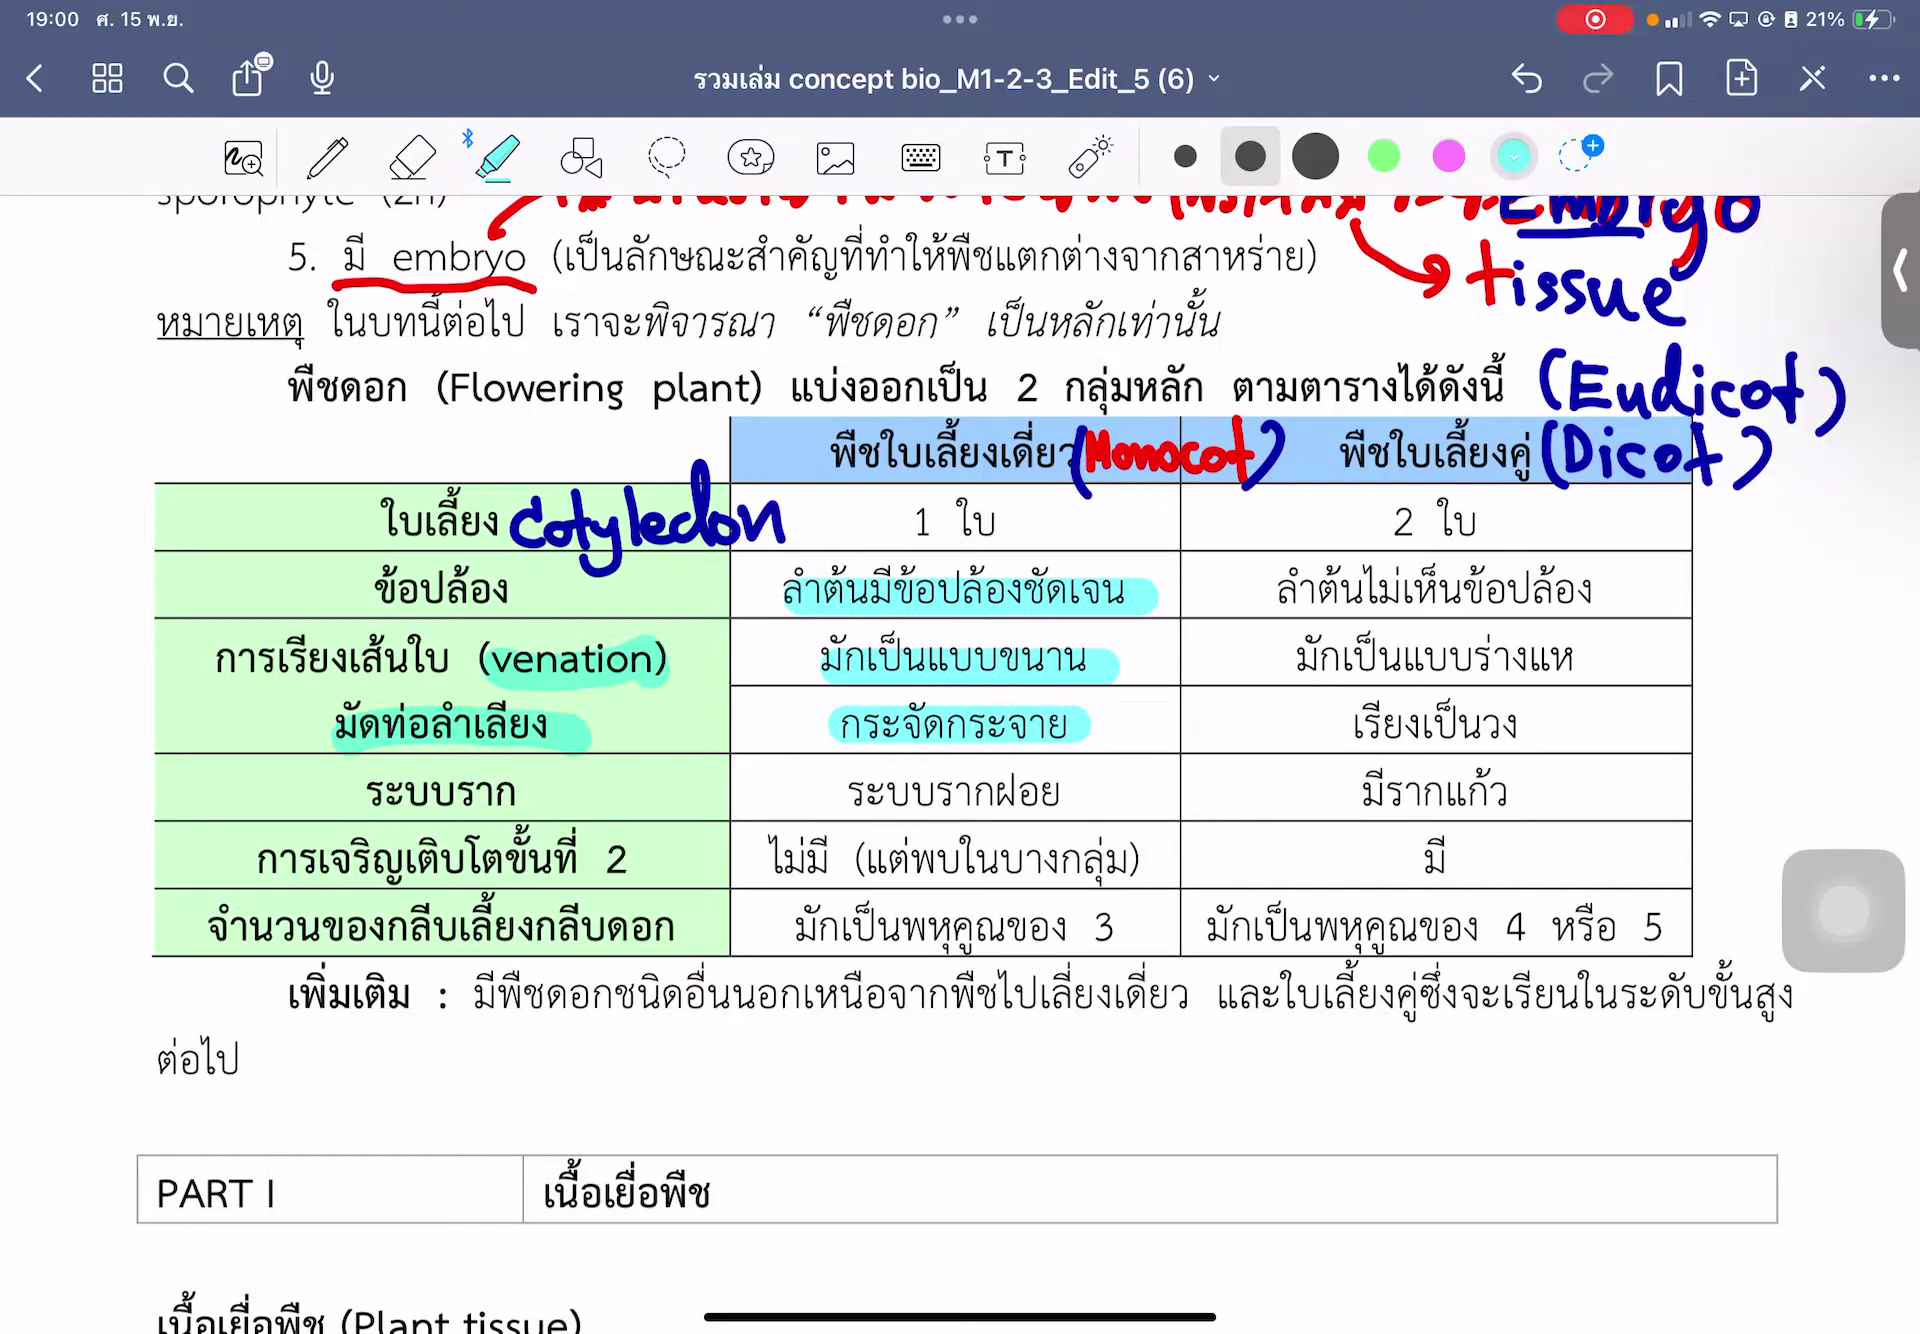 19:00 ศ. 15 พ.ย.
21%
รวมเล่ม concept bio_M1-2-3_Edit_5 (6)
sporophyte (2n)
Embryo
5. มี embryo (เป็นลักษณะสำคัญที่ทำให้พืชแตกต่างจากสาหร่าย)
tissue
หมายเหตุ ในบทนี้ต่อไป เราจะพิจารณา “พืชดอก” เป็นหลักเท่านั้น
พืชดอก (Flowering plant) แบ่งออกเป็น 2 กลุ่มหลัก ตามตารางได้ดังนี้ (Eudicot)
พืชใบเลี้ยงเดี่ยว (Monocot) พืชใบเลี้ยงคู่ (Dicot)
ใบเลี้ยง Cotyledon 1 ใบ 2 ใบ
ข้อปล้อง ลำต้นมีข้อปล้องชัดเจน ลำต้นไม่เห็นข้อปล้อง
การเรียงเส้นใบ (venation) มักเป็นแบบขนาน มักเป็นแบบร่างแห
มัดท่อลำเลียง กระจัดกระจาย เรียงเป็นวง
ระบบราก ระบบรากฝอย มีรากแก้ว
การเจริญเติบโตขั้นที่ 2 ไม่มี (แต่พบในบางกลุ่ม) มี
จำนวนของกลีบเลี้ยงกลีบดอก มักเป็นพหุคูณของ 3 มักเป็นพหุคูณของ 4 หรือ 5
เพิ่มเติม : มีพืชดอกชนิดอื่นนอกเหนือจากพืชไปเลี่ยงเดี่ยว และใบเลี้ยงคู่ซึ่งจะเรียนในระดับขั้นสูง
ต่อไป
PART I เนื้อเยื่อพืช
เนื้อเยื่อพืช (Plant tissue)